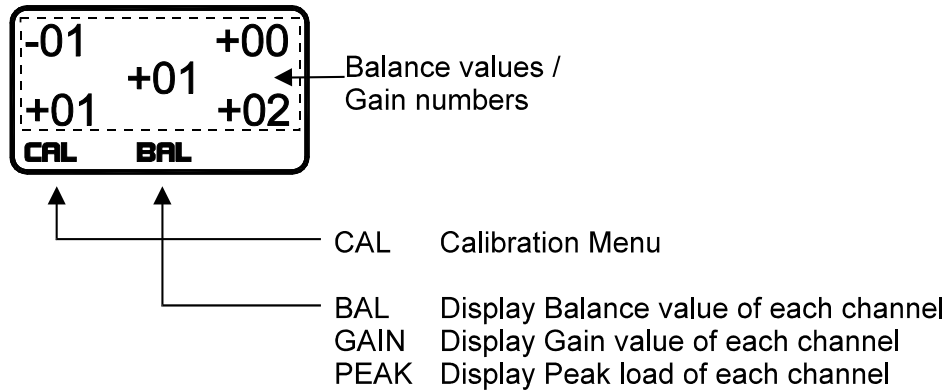 -01 +00
+01
+01 +02
CAL BAL
Balance values /
Gain numbers
CAL Calibration Menu
BAL Display Balance value of each channel
GAIN Display Gain value of each channel
PEAK Display Peak load of each channel